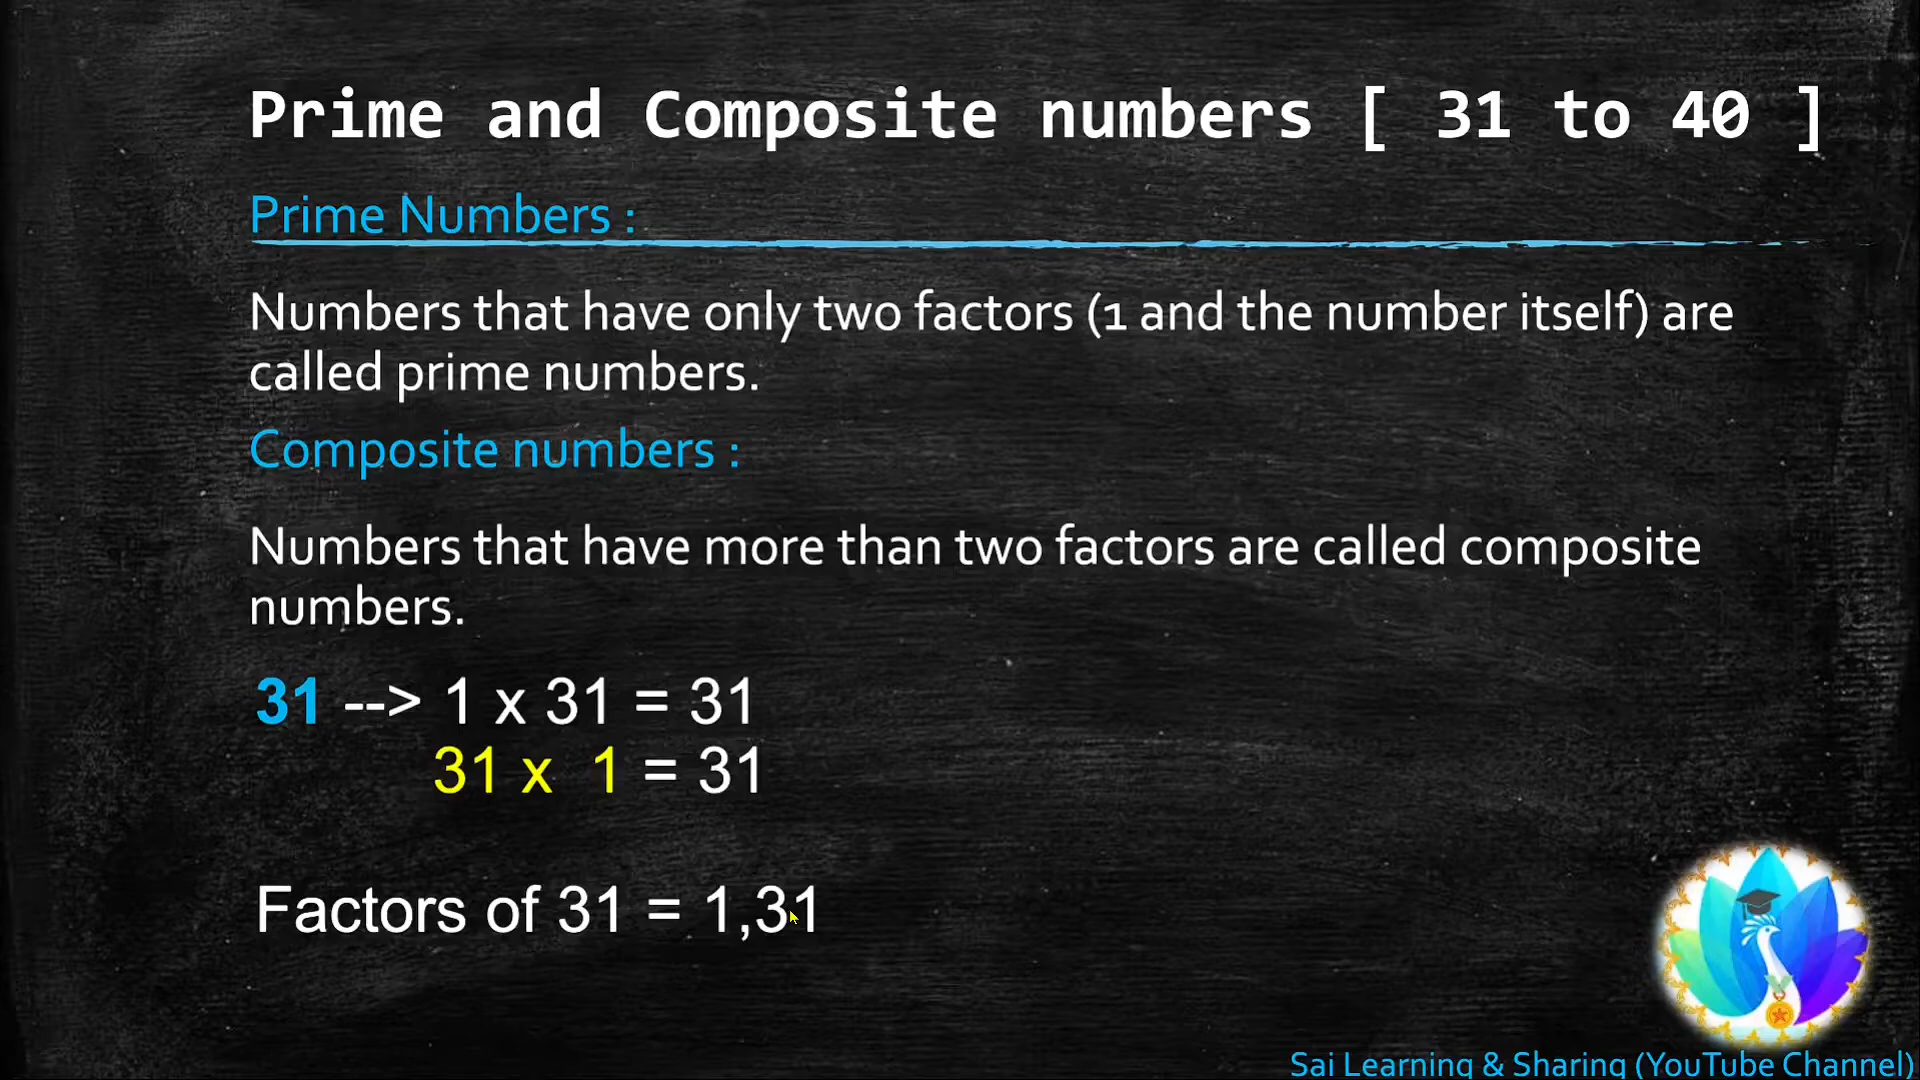 Prime and Composite numbers [ 31 to 40 ]
Prime Numbers :
Numbers that have only two factors (1 and the number itself) are
called prime numbers.
Composite numbers :
Numbers that have more than two factors are called composite
numbers.
31 --> 1 x 31 = 31
31 x 1 = 31
Factors of 31 = 1,31
Sai Learning & Sharing (YouTube Channel)